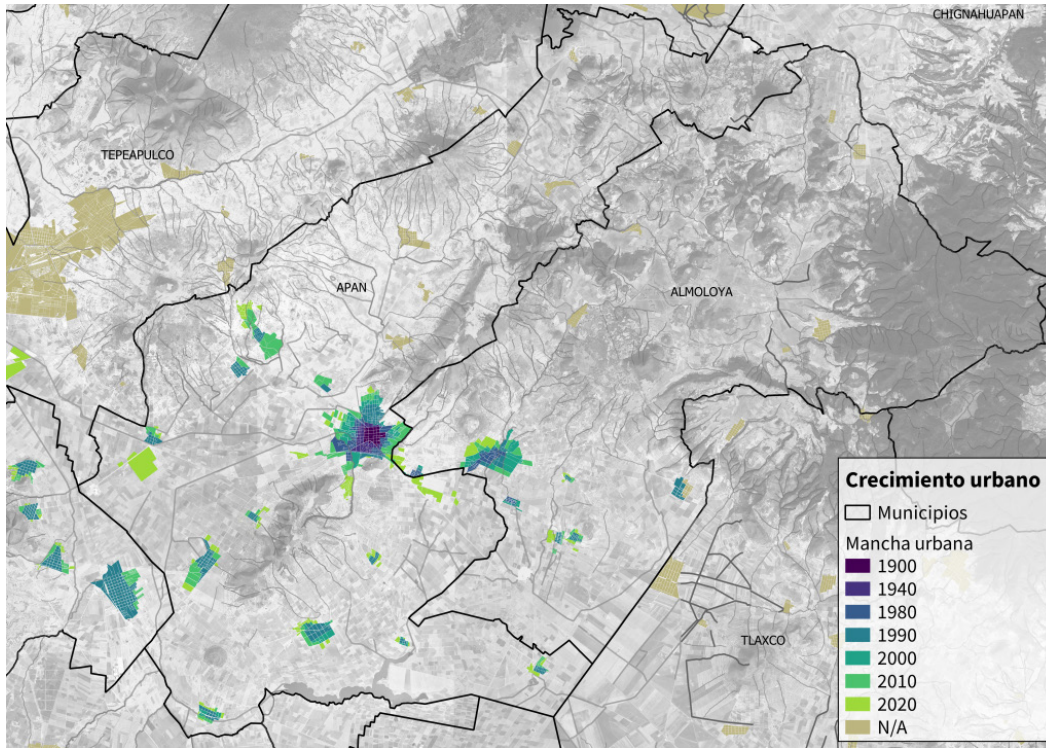 CHIGNAHUAPAN
TEPEAPULCO
APAN
ALMOLOYA
TLAXCO
Crecimiento urbano
Municipios
Mancha urbana
1900
1940
1980
1990
2000
2010
2020
N/A